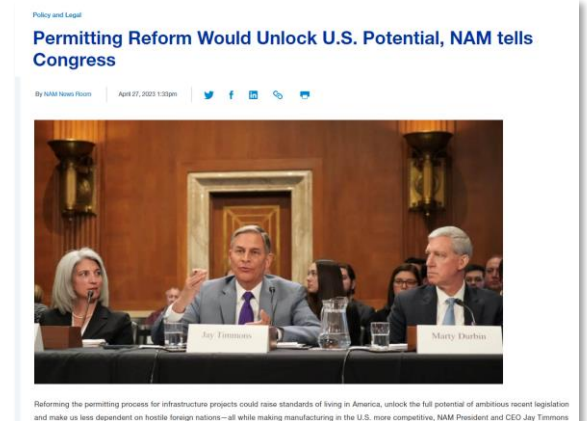 Policy and Legal
Permitting Reform Would Unlock U.S. Potential, NAM tells
Congress
By NAM News Room
April 27, 2023 1:33pm
Jay Timmons
Marty Durbin
Reforming the permitting process for infrastructure projects could raise standards of living in America, unlock the full potential of ambitious recent legislation
and make us less dependent on hostile foreign nations—all while making manufacturing in the U.S. more competitive, NAM President and CEO Jay Timmons